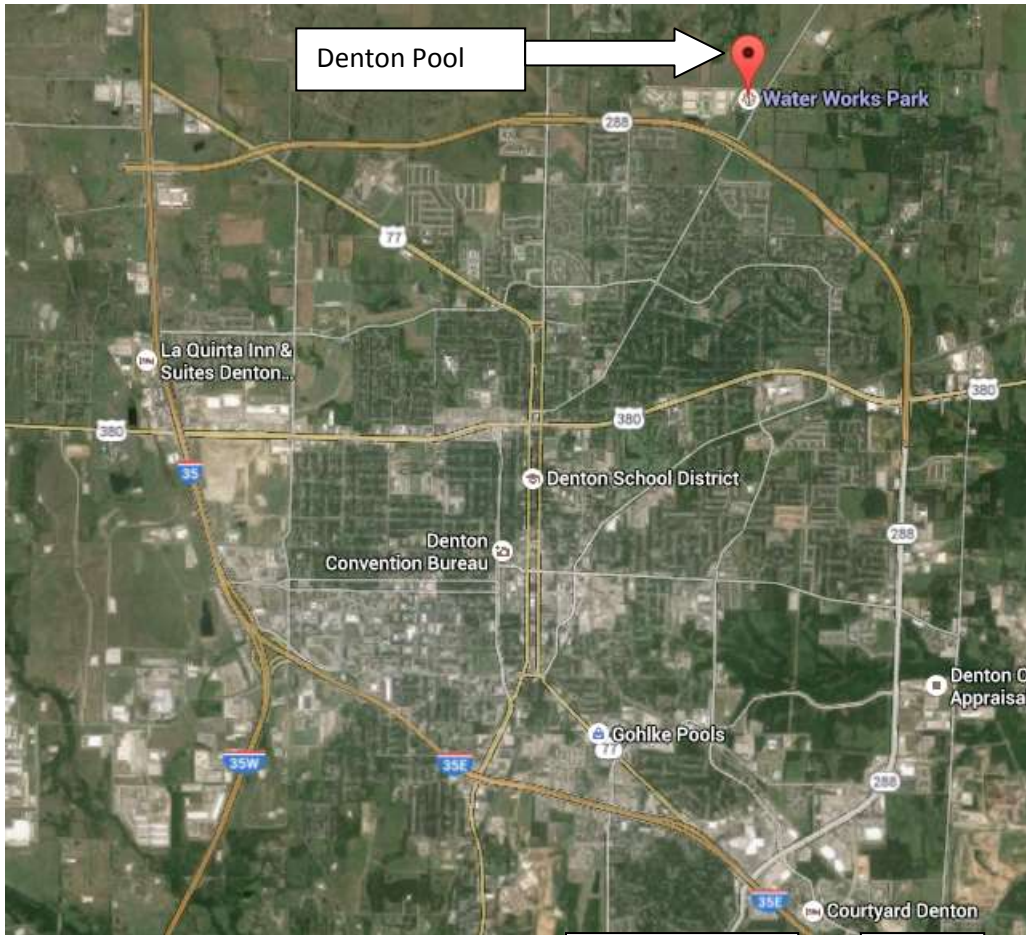 Denton Pool
Water Works Park
288
77
La Quinta Inn &
Suites Denton...
380
380
380
35
Denton School District
Denton
Convention Bureau
288
Denton C
Appraisa
Gohlke Pools
77
35W
35E
288
35E
Courtyard Denton